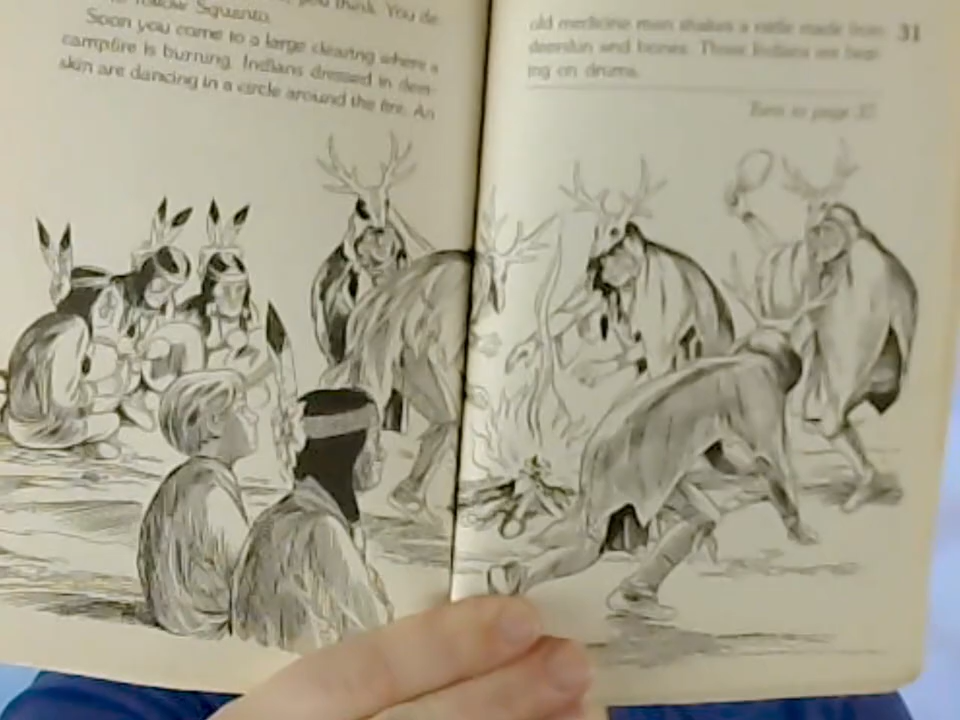 you think. You de
to follow Squanto.
Soon you come to a large clearing where a
campfire is burning. Indians dressed in deer-
skin are dancing in a circle around the fire. An
old medicine man shakes a rattle made from
deerskin and bones. Three Indians are beat-
ing on drums.
31
Turn to page